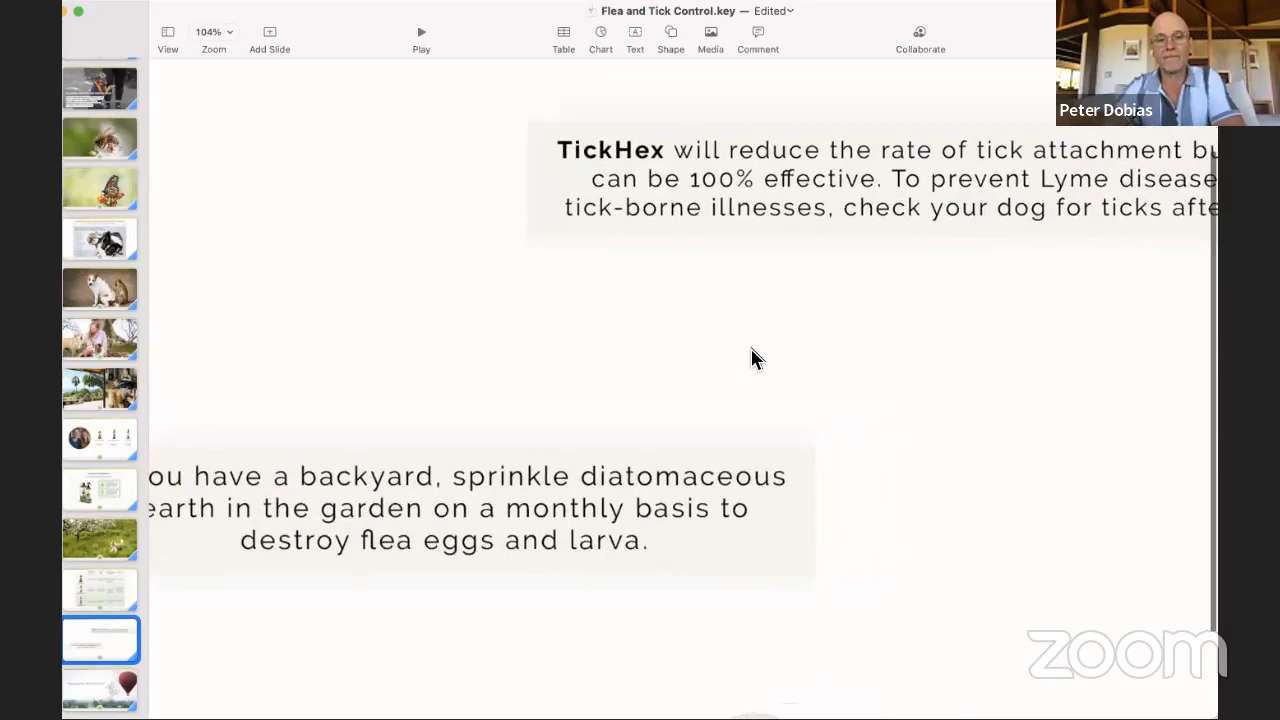 Flea and Tick Control.key — Edited
104%
View
Zoom
Add Slide
Play
Table
Chart
Text
Shape
Media
Comment
Collaborate
Peter Dobias
TickHex will reduce the rate of tick attachment bu
can be 100% effective. To prevent Lyme disease
tick-borne illnesses, check your dog for ticks afte
ou have a backyard, sprinkle diatomaceous
earth in the garden on a monthly basis to
destroy flea eggs and larva.
zoom